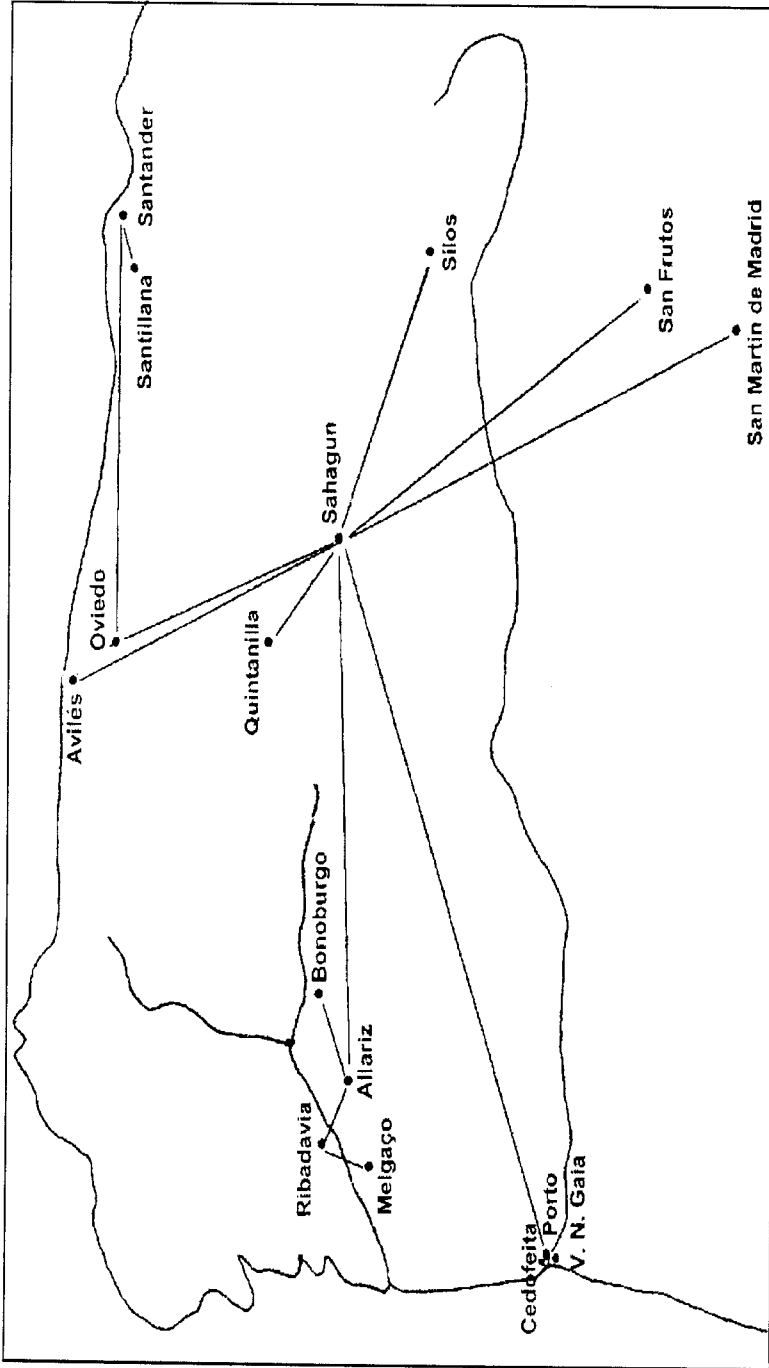 Santander
Santillana
Oviedo
Avilés
Silos
Sahagun
Quintanilla
San Frutos
San Martin de Madrid
Bonoburgo
Allariz
Ribadavia
Melgaço
Cedofeita
Porto
V. N. Gaia